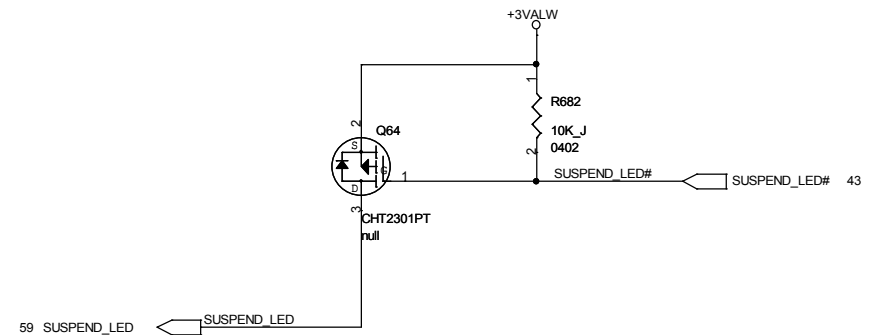 +3VALW
1
R682
2
Q64
10K_J
S
2
0402
G
1
SUSPEND_LED#
SUSPEND_LED# 43
D
3
CHT2301PT
null
59 SUSPEND_LED
SUSPEND_LED